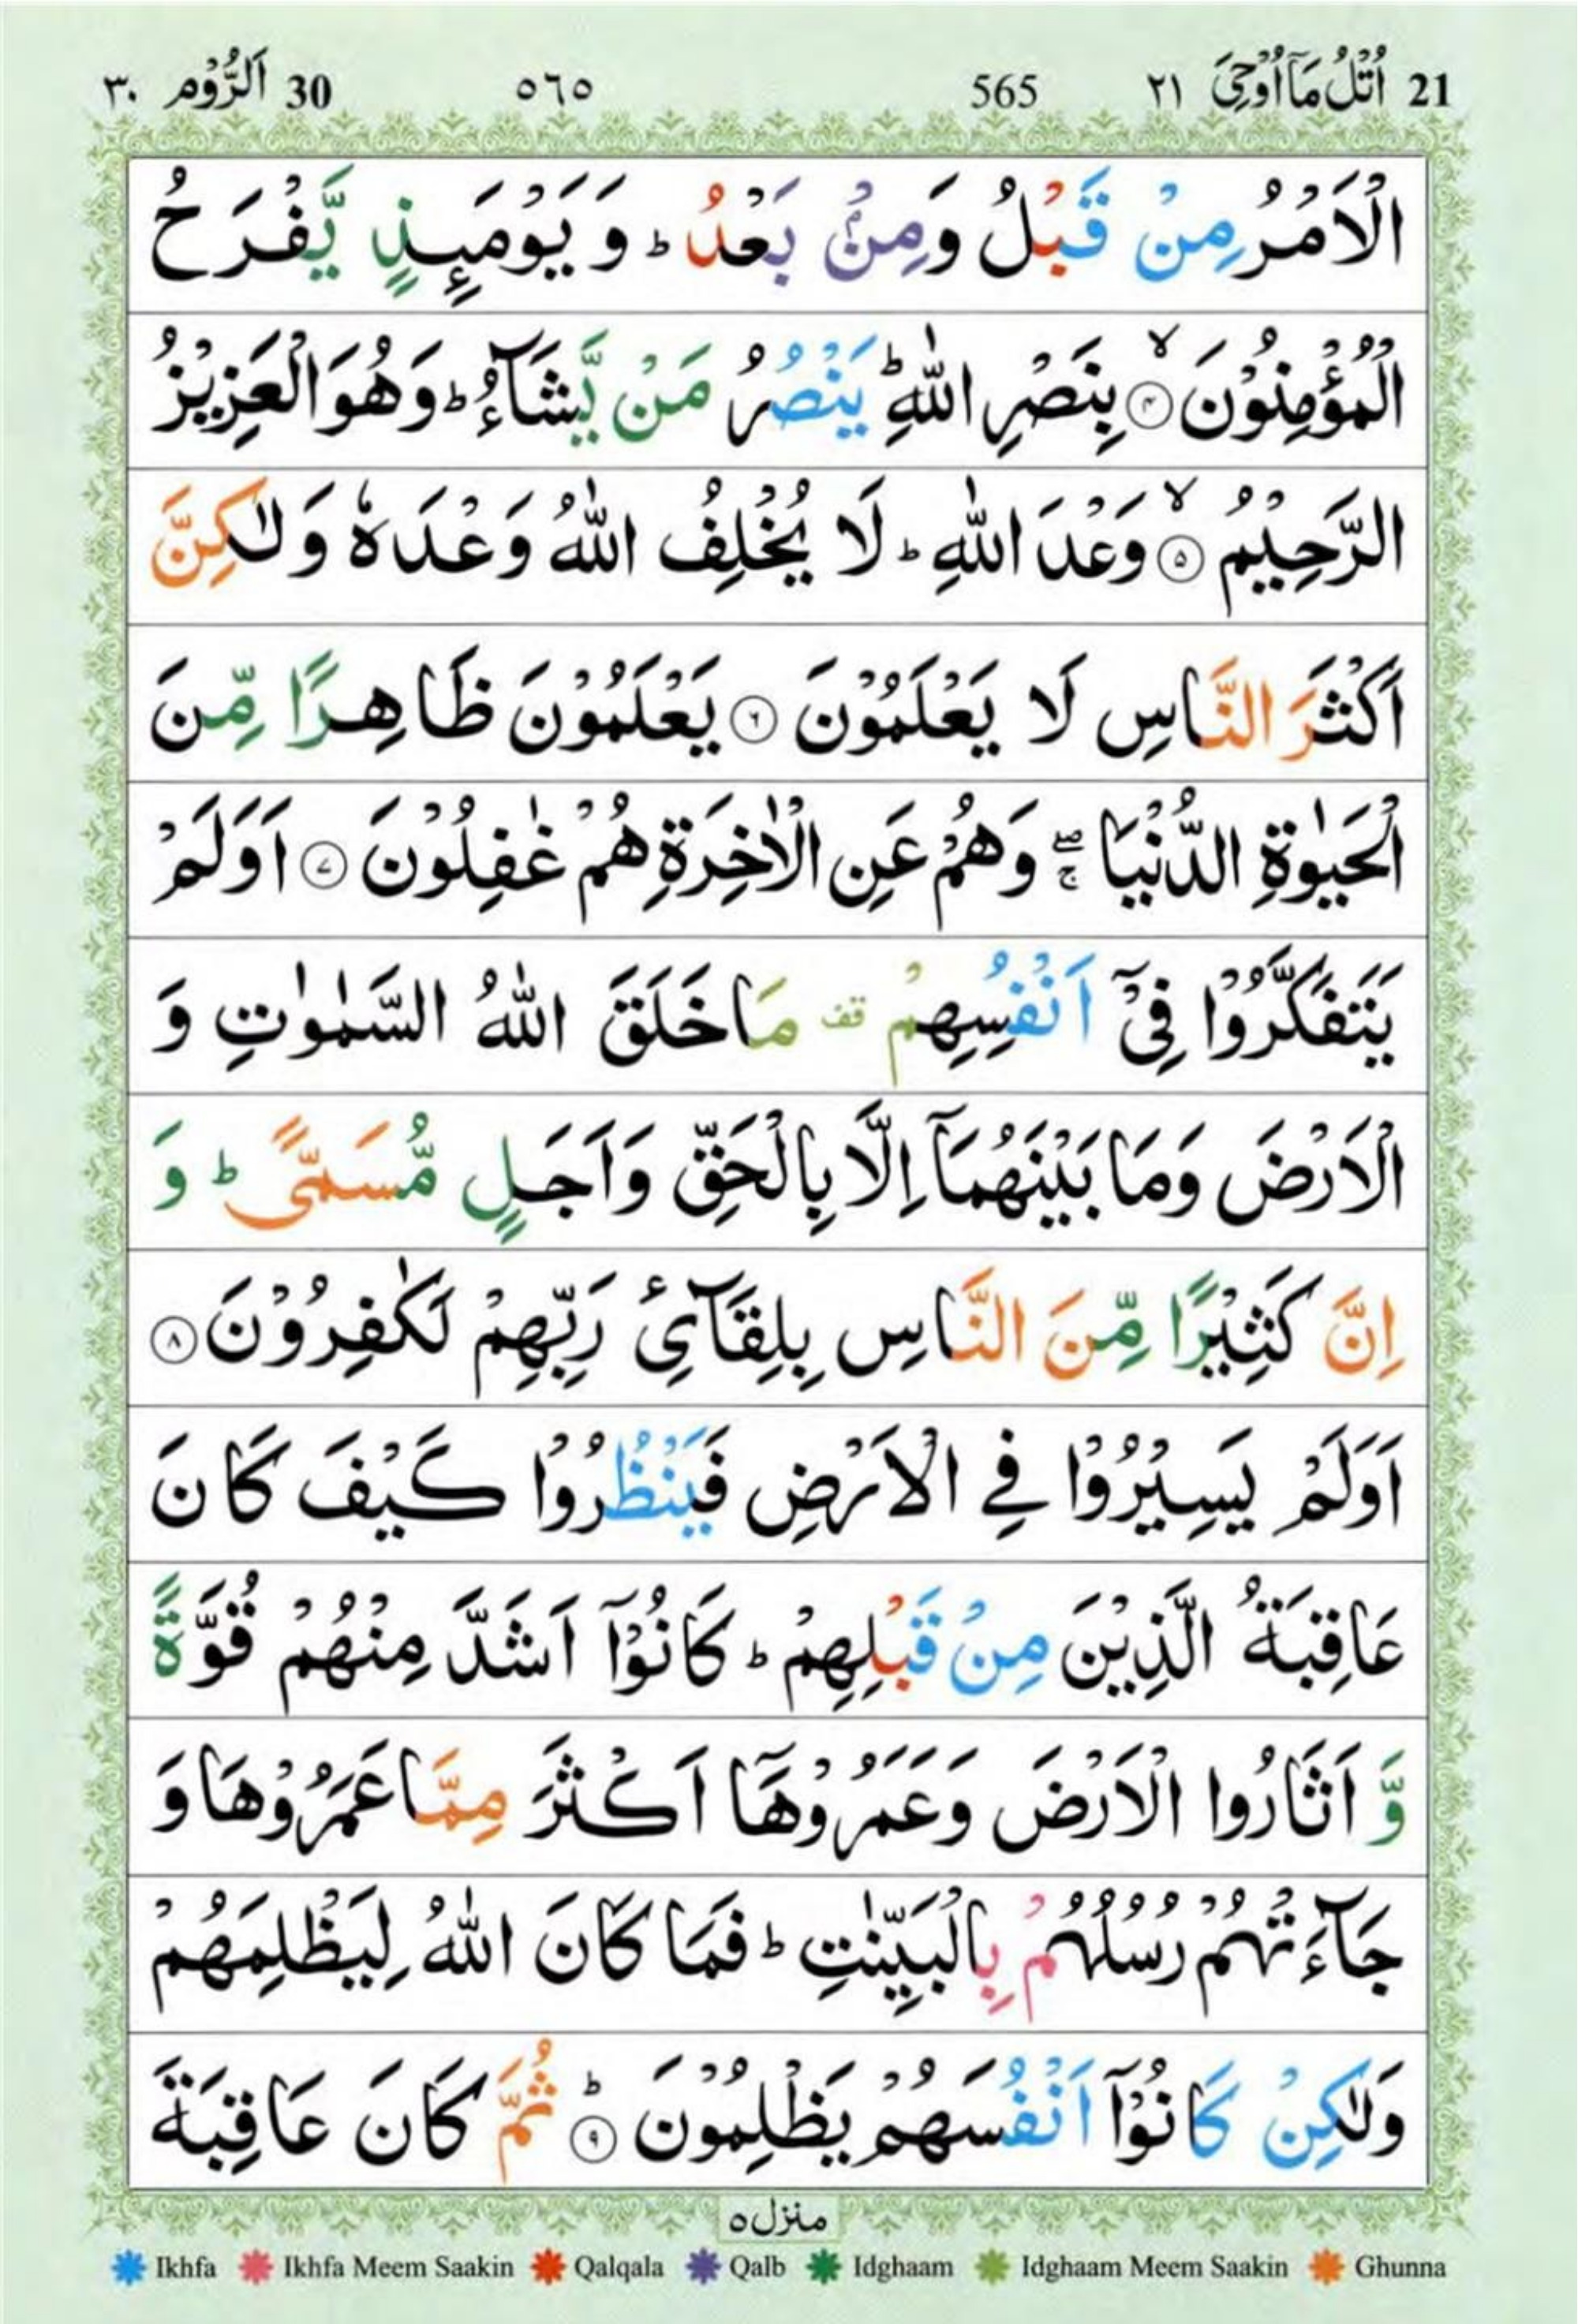 21 اُتْلُ مَاۤ اُوْحِیَ ٢١ 565 ٥٦٥ 30 اَلرُّوْم ٣٠
الْاَمْرُ مِنْ قَبْلُ وَمِنْۢ بَعْدُ ؕ وَ یَوْمَىِٕذٍ یَّفْرَحُ
الْمُؤْمِنُوْنَ ۙ﴿۴﴾ بِنَصْرِ اللّٰهِ ؕ یَنْصُرُ مَنْ یَّشَآءُ ؕ وَهُوَ الْعَزِیْزُ
الرَّحِیْمُ ۙ﴿۵﴾ وَعْدَ اللّٰهِ ؕ لَا یُخْلِفُ اللّٰهُ وَعْدَهٗ وَلٰكِنَّ
اَكْثَرَ النَّاسِ لَا یَعْلَمُوْنَ ﴿۶﴾ یَعْلَمُوْنَ ظَاهِرًا مِّنَ
الْحَیٰوةِ الدُّنْیَا ۖۚ وَهُمْ عَنِ الْاٰخِرَةِ هُمْ غٰفِلُوْنَ ﴿۷﴾ اَوَلَمْ
یَتَفَكَّرُوْا فِیْۤ اَنْفُسِهِمْ قف مَا خَلَقَ اللّٰهُ السَّمٰوٰتِ وَ
الْاَرْضَ وَمَا بَیْنَهُمَاۤ اِلَّا بِالْحَقِّ وَاَجَلٍ مُّسَمًّی ؕ وَ
اِنَّ كَثِیْرًا مِّنَ النَّاسِ بِلِقَآئِ رَبِّهِمْ لَكٰفِرُوْنَ ﴿۸﴾
اَوَلَمْ یَسِیْرُوْا فِی الْاَرْضِ فَیَنْظُرُوْا كَیْفَ كَانَ
عَاقِبَةُ الَّذِیْنَ مِنْ قَبْلِهِمْ ؕ كَانُوْۤا اَشَدَّ مِنْهُمْ قُوَّةً
وَّ اَثَارُوا الْاَرْضَ وَعَمَرُوْهَاۤ اَكْثَرَ مِمَّا عَمَرُوْهَا وَ
جَآءَتْهُمْ رُسُلُهُمْ بِالْبَیِّنٰتِ ؕ فَمَا كَانَ اللّٰهُ لِیَظْلِمَهُمْ
وَلٰكِنْ كَانُوْۤا اَنْفُسَهُمْ یَظْلِمُوْنَ ؕ﴿۹﴾ ثُمَّ كَانَ عَاقِبَةَ
منزل ٥
Ikhfa Ikhfa Meem Saakin Qalqala Qalb Idghaam Idghaam Meem Saakin Ghunna